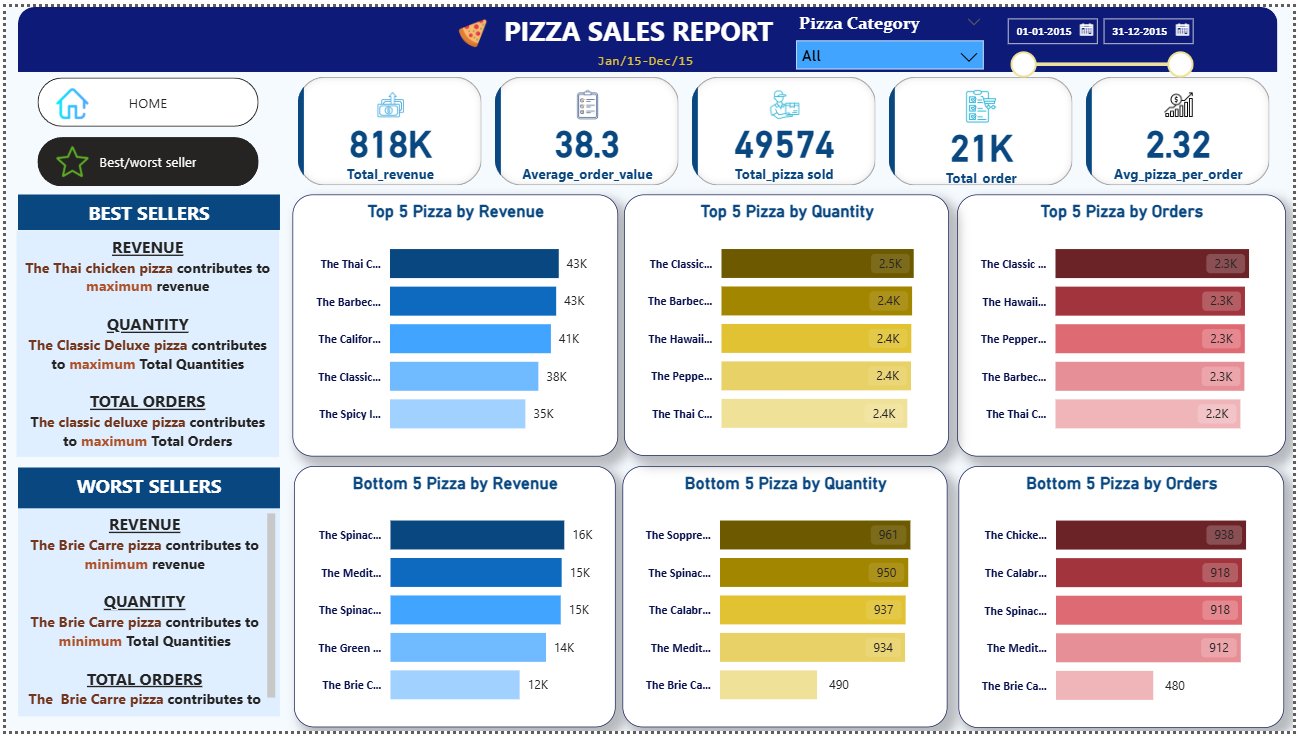 PIZZA SALES REPORT
Jan/15-Dec/15
Pizza Category
All
01-01-2015
31-12-2015
HOME
Best/worst seller
818K
Total_revenue
38.3
Average_order_value
49574
Total_pizza sold
21K
Total_order
2.32
Avg_pizza_per_order
BEST SELLERS
REVENUE
The Thai chicken pizza contributes to
maximum revenue
QUANTITY
The Classic Deluxe pizza contributes
to maximum Total Quantities
TOTAL ORDERS
The classic deluxe pizza contributes
to maximum Total Orders
WORST SELLERS
REVENUE
The Brie Carre pizza contributes to
minimum revenue
QUANTITY
The Brie Carre pizza contributes to
minimum Total Quantities
TOTAL ORDERS
The Brie Carre pizza contributes to
Top 5 Pizza by Revenue
The Thai C... 43K
The Barbec... 43K
The Califor... 41K
The Classic... 38K
The Spicy I... 35K
Top 5 Pizza by Quantity
The Classic... 2.5K
The Barbec... 2.4K
The Hawaii... 2.4K
The Peppe... 2.4K
The Thai C... 2.4K
Top 5 Pizza by Orders
The Classic ... 2.3K
The Hawaii... 2.3K
The Pepper... 2.3K
The Barbec... 2.3K
The Thai C... 2.2K
Bottom 5 Pizza by Revenue
The Spinac... 16K
The Medit... 15K
The Spinac... 15K
The Green ... 14K
The Brie C... 12K
Bottom 5 Pizza by Quantity
The Soppre... 961
The Spinac... 950
The Calabr... 937
The Medit... 934
The Brie Ca... 490
Bottom 5 Pizza by Orders
The Chicke... 938
The Calabr... 918
The Spinac... 918
The Medit... 912
The Brie Ca... 480